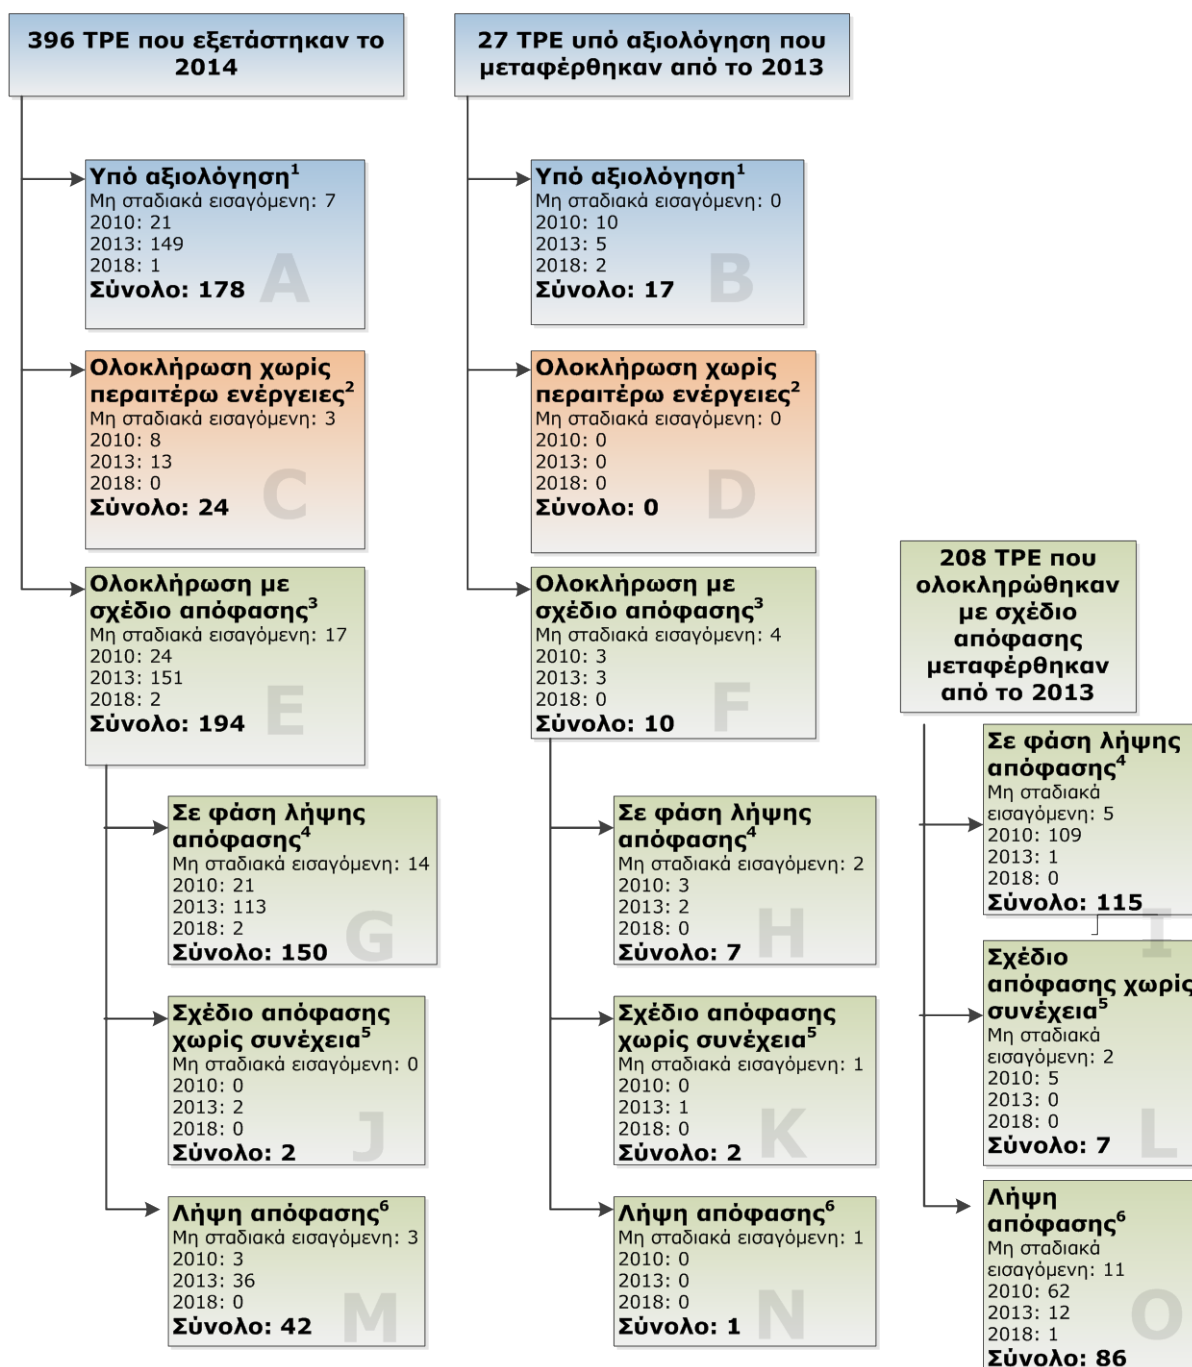 396 TPE που εξετάστηκαν το
2014
27 TPE υπό αξιολόγηση που
μεταφέρθηκαν από το 2013
Υπό αξιολόγηση¹
Μη σταδιακά εισαγόμενη: 7
2010: 21
2013: 149
2018: 1
Σύνολο: 178
A
Υπό αξιολόγηση¹
Μη σταδιακά εισαγόμενη: 0
2010: 10
2013: 5
2018: 2
Σύνολο: 17
B
Ολοκλήρωση χωρίς
περαιτέρω ενέργειες²
Μη σταδιακά εισαγόμενη: 3
2010: 8
2013: 13
2018: 0
Σύνολο: 24
C
Ολοκλήρωση χωρίς
περαιτέρω ενέργειες²
Μη σταδιακά εισαγόμενη: 0
2010: 0
2013: 0
2018: 0
Σύνολο: 0
D
Ολοκλήρωση με
σχέδιο απόφασης³
Μη σταδιακά εισαγόμενη: 17
2010: 24
2013: 151
2018: 2
Σύνολο: 194
E
Ολοκλήρωση με
σχέδιο απόφασης³
Μη σταδιακά εισαγόμενη: 4
2010: 3
2013: 3
2018: 0
Σύνολο: 10
F
208 TPE που
ολοκληρώθηκαν
με σχέδιο
απόφασης
μεταφέρθηκαν
από το 2013
Σε φάση λήψης
απόφασης⁴
Μη σταδιακά εισαγόμενη: 14
2010: 21
2013: 113
2018: 2
Σύνολο: 150
G
Σε φάση λήψης
απόφασης⁴
Μη σταδιακά εισαγόμενη: 2
2010: 3
2013: 2
2018: 0
Σύνολο: 7
H
Σε φάση λήψης
απόφασης⁴
Μη σταδιακά
εισαγόμενη: 5
2010: 109
2013: 1
2018: 0
Σύνολο: 115
I
Σχέδιο απόφασης
χωρίς συνέχεια⁵
Μη σταδιακά εισαγόμενη: 0
2010: 0
2013: 2
2018: 0
Σύνολο: 2
J
Σχέδιο απόφασης
χωρίς συνέχεια⁵
Μη σταδιακά εισαγόμενη: 1
2010: 0
2013: 1
2018: 0
Σύνολο: 2
K
Σχέδιο
απόφασης χωρίς
συνέχεια⁵
Μη σταδιακά
εισαγόμενη: 2
2010: 5
2013: 0
2018: 0
Σύνολο: 7
L
Λήψη απόφασης⁶
Μη σταδιακά εισαγόμενη: 3
2010: 3
2013: 36
2018: 0
Σύνολο: 42
M
Λήψη απόφασης⁶
Μη σταδιακά εισαγόμενη: 1
2010: 0
2013: 0
2018: 0
Σύνολο: 1
N
Λήψη
απόφασης⁶
Μη σταδιακά
εισαγόμενη: 11
2010: 62
2013: 12
2018: 1
Σύνολο: 86
O